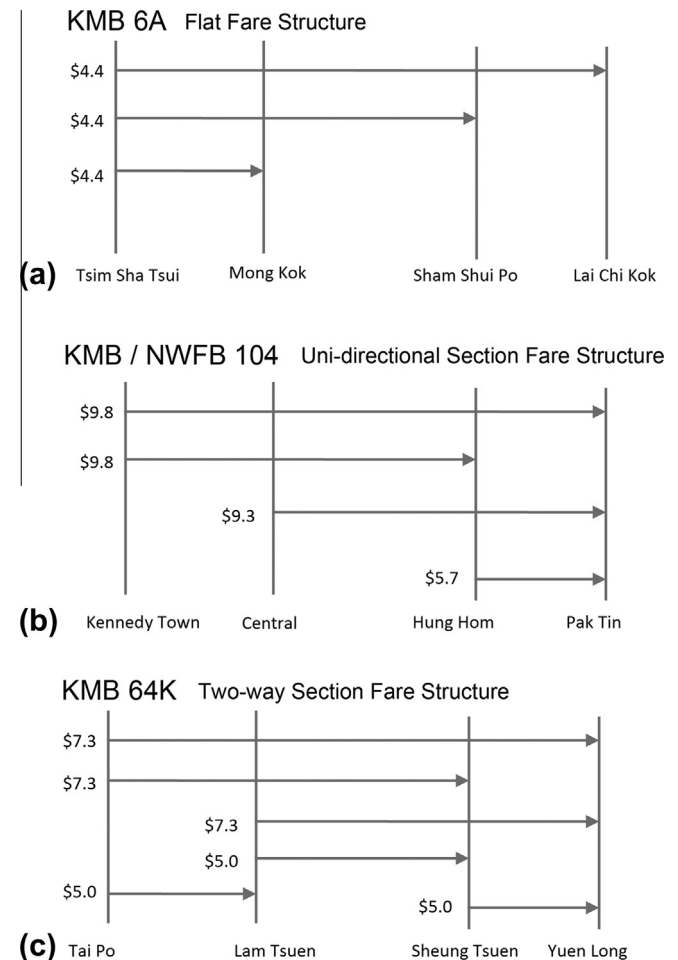 KMB 6A Flat Fare Structure
$4.4
$4.4
$4.4
(a) Tsim Sha Tsui Mong Kok Sham Shui Po Lai Chi Kok
KMB / NWFB 104 Uni-directional Section Fare Structure
$9.8
$9.8
$9.3
$5.7
(b) Kennedy Town Central Hung Hom Pak Tin
KMB 64K Two-way Section Fare Structure
$7.3
$7.3
$7.3
$5.0
$5.0
$5.0
(c) Tai Po Lam Tsuen Sheung Tsuen Yuen Long